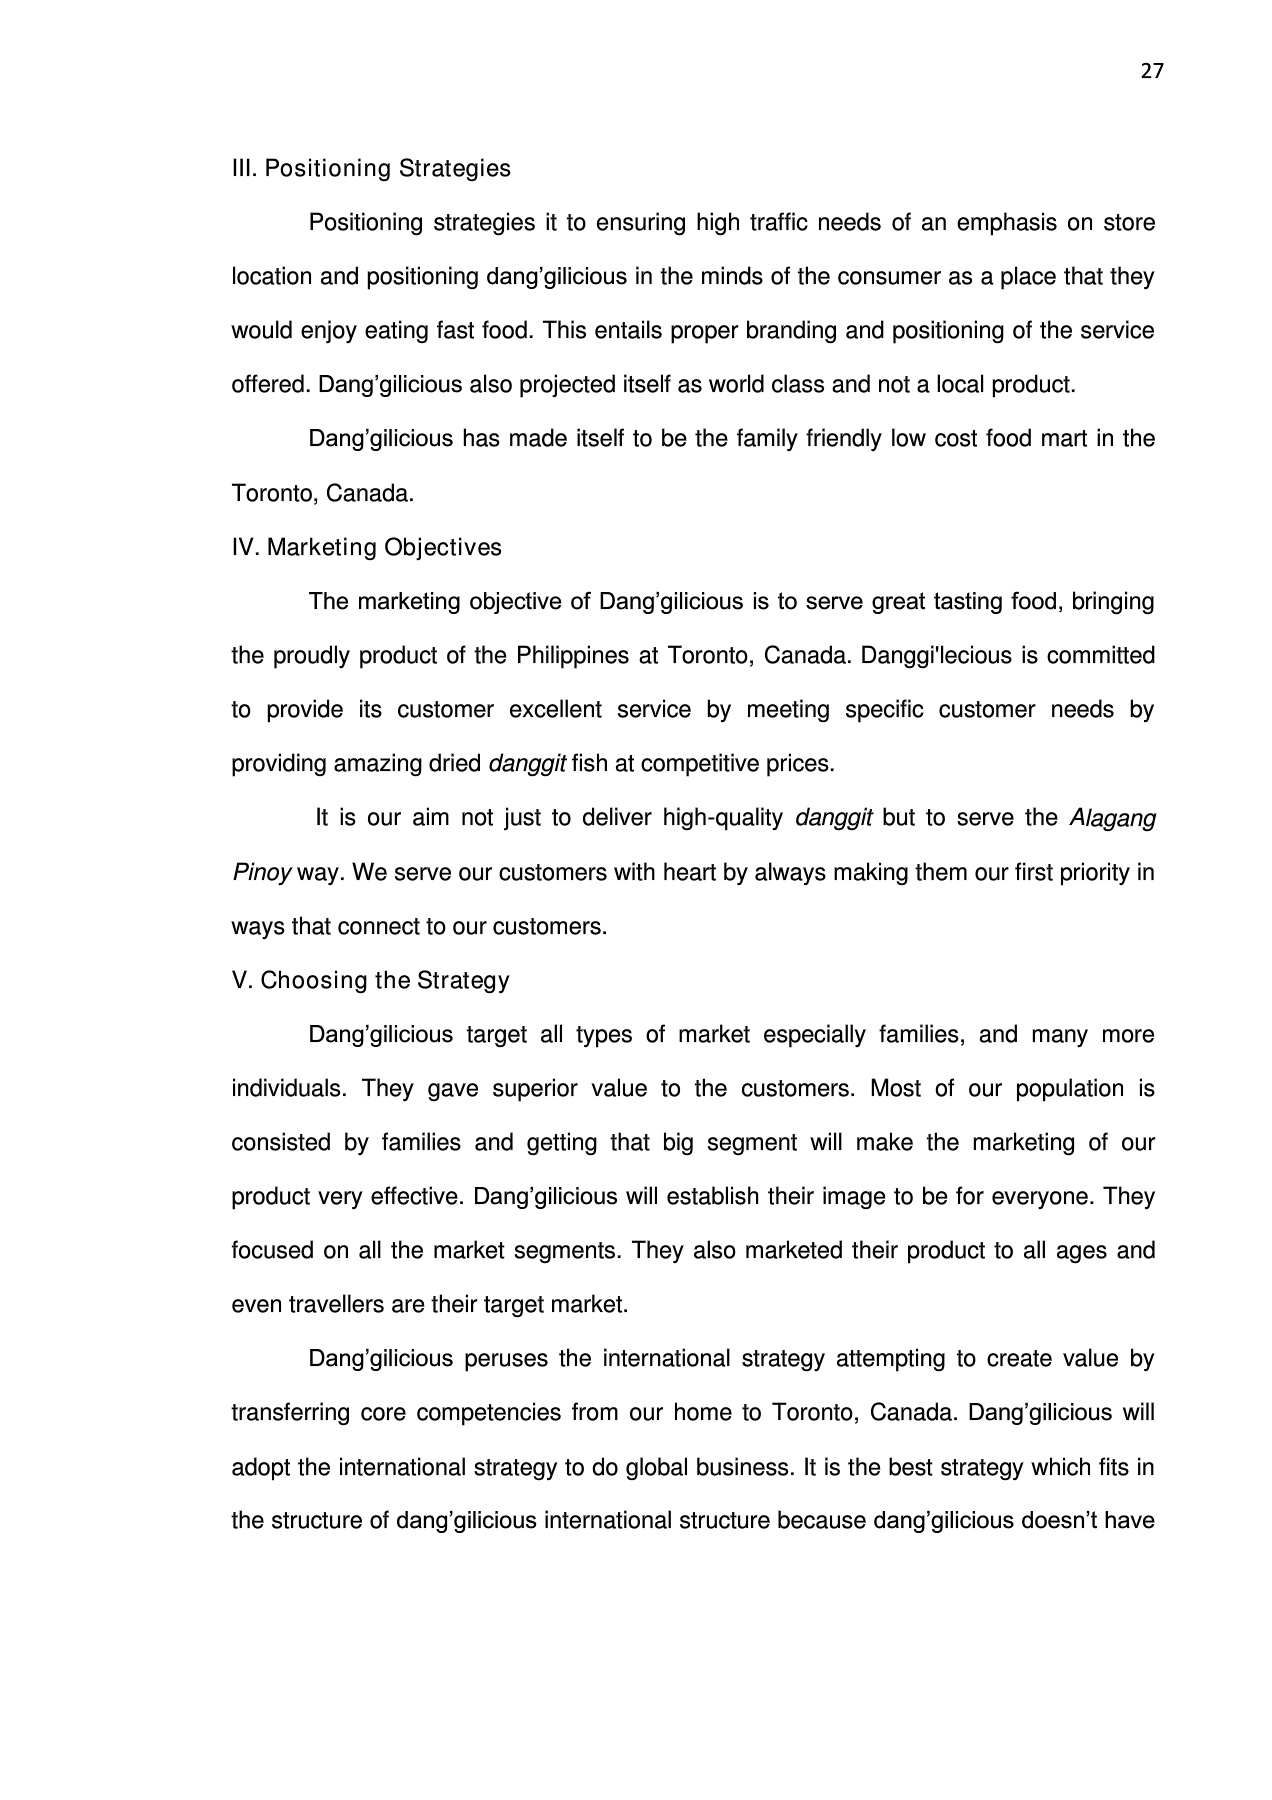 27
III. Positioning Strategies
Positioning strategies it to ensuring high traffic needs of an emphasis on store
location and positioning dang’gilicious in the minds of the consumer as a place that they
would enjoy eating fast food. This entails proper branding and positioning of the service
offered. Dang’gilicious also projected itself as world class and not a local product.
Dang’gilicious has made itself to be the family friendly low cost food mart in the
Toronto, Canada.
IV. Marketing Objectives
The marketing objective of Dang’gilicious is to serve great tasting food, bringing
the proudly product of the Philippines at Toronto, Canada. Danggi'lecious is committed
to provide its customer excellent service by meeting specific customer needs by
providing amazing dried danggit fish at competitive prices.
It is our aim not just to deliver high-quality danggit but to serve the Alagang
Pinoy way. We serve our customers with heart by always making them our first priority in
ways that connect to our customers.
V. Choosing the Strategy
Dang’gilicious target all types of market especially families, and many more
individuals. They gave superior value to the customers. Most of our population is
consisted by families and getting that big segment will make the marketing of our
product very effective. Dang’gilicious will establish their image to be for everyone. They
focused on all the market segments. They also marketed their product to all ages and
even travellers are their target market.
Dang’gilicious peruses the international strategy attempting to create value by
transferring core competencies from our home to Toronto, Canada. Dang’gilicious will
adopt the international strategy to do global business. It is the best strategy which fits in
the structure of dang’gilicious international structure because dang’gilicious doesn’t have